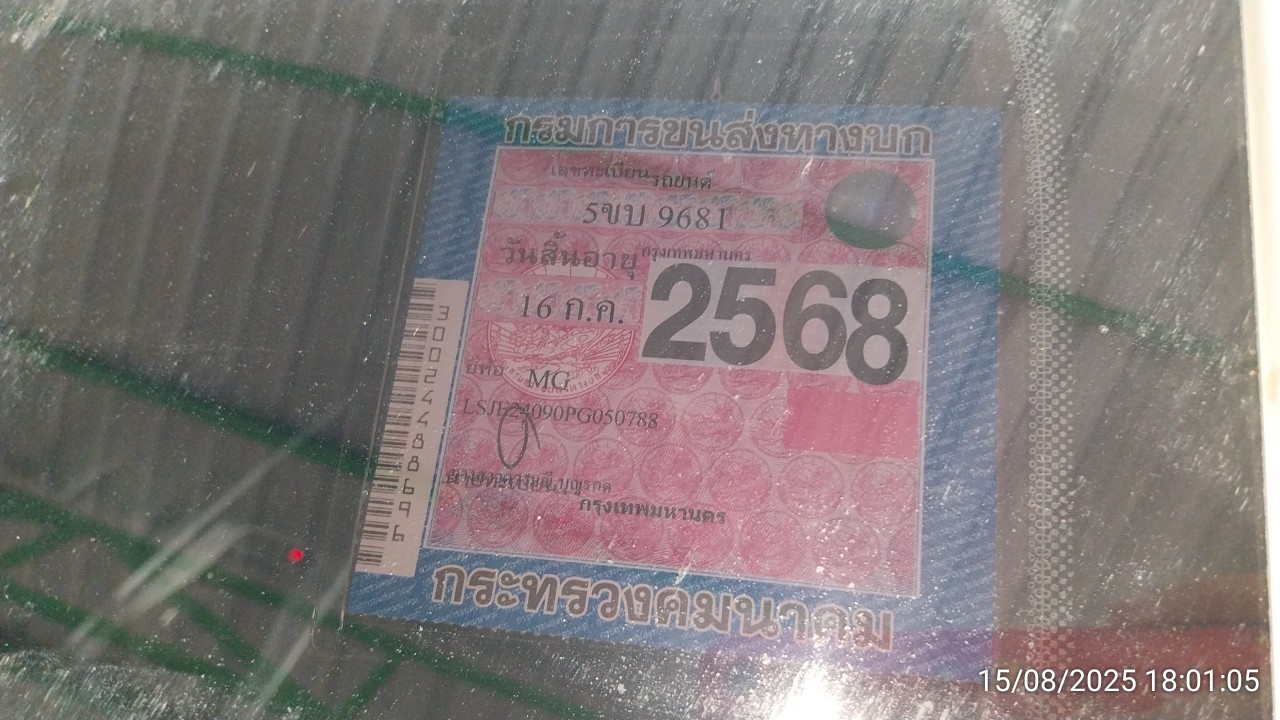 กรมการขนส่งทางบก
เลขทะเบียนรถยนต์
5ขบ 9681
กรุงเทพมหานคร
วันสิ้นอายุ
16 ก.ค.
2568
ยี่ห้อ MG
LSJE24090PG050788
กรุงเทพมหานคร
กระทรวงคมนาคม
30024488696
15/08/2025 18:01:05